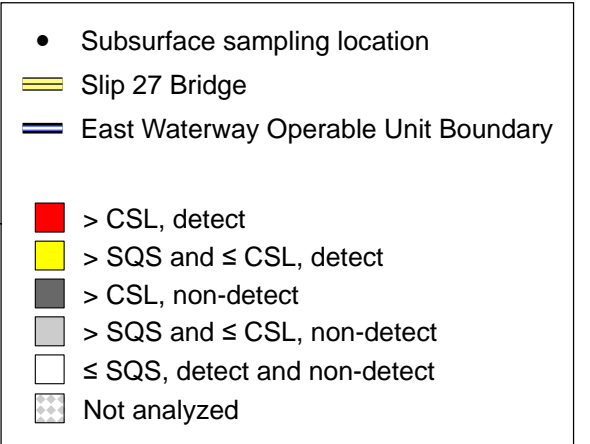 Subsurface sampling location
Slip 27 Bridge
East Waterway Operable Unit Boundary
> CSL, detect
> SQS and ≤ CSL, detect
> CSL, non-detect
> SQS and ≤ CSL, non-detect
≤ SQS, detect and non-detect
Not analyzed